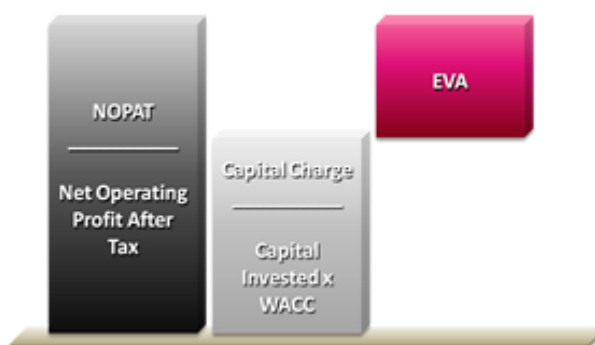 NOPAT
Net Operating
Profit After
Tax
Capital Charge
Capital
Invested x
WACC
EVA